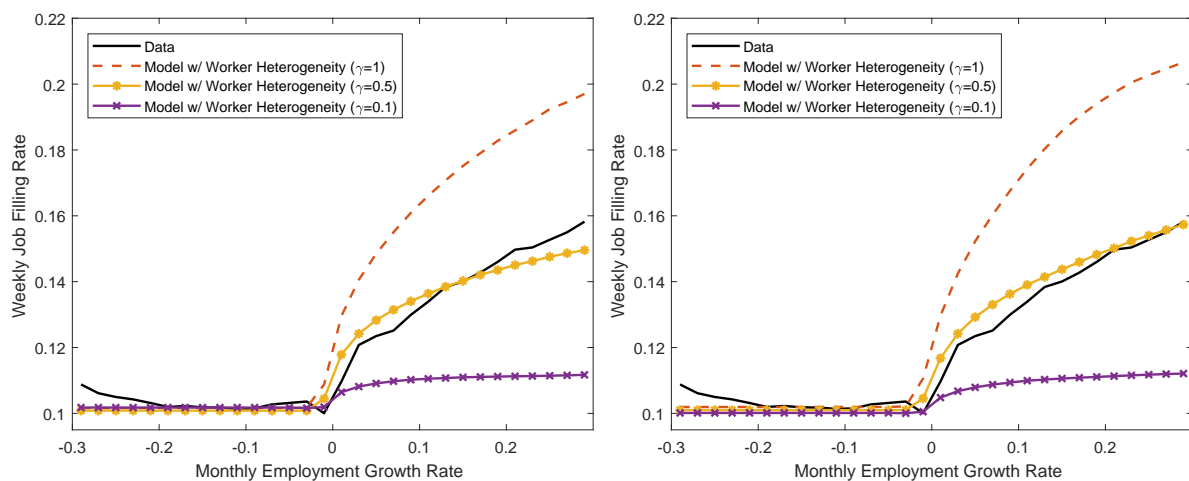 0.22
0.2
0.18
0.16
0.14
0.12
0.1
Weekly Job Filling Rate
Data
Model w/ Worker Heterogeneity (γ=1)
Model w/ Worker Heterogeneity (γ=0.5)
Model w/ Worker Heterogeneity (γ=0.1)
-0.3 -0.2 -0.1 0 0.1 0.2
Monthly Employment Growth Rate
0.22
0.2
0.18
0.16
0.14
0.12
0.1
Weekly Job Filling Rate
Data
Model w/ Worker Heterogeneity (γ=1)
Model w/ Worker Heterogeneity (γ=0.5)
Model w/ Worker Heterogeneity (γ=0.1)
-0.3 -0.2 -0.1 0 0.1 0.2
Monthly Employment Growth Rate